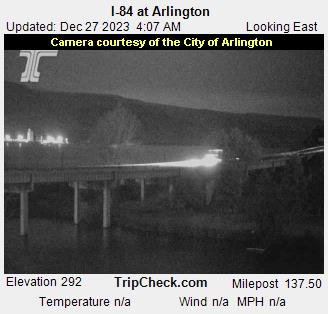 I-84 at Arlington
Updated: Dec 27 2023 4:07 AM Looking East
Camera courtesy of the City of Arlington
Elevation 292 TripCheck.com Milepost 137.50
Temperature n/a Wind n/a MPH n/a